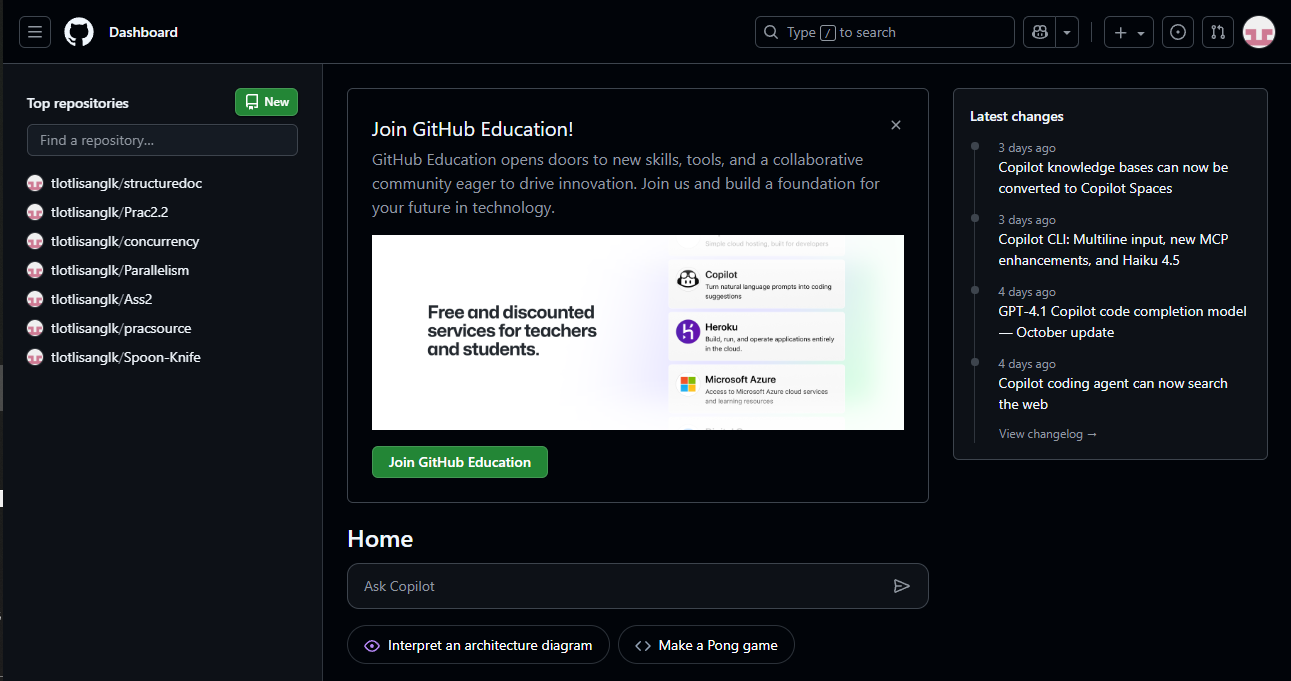 Dashboard
Type / to search
Top repositories
New
Find a repository...
tlotlisanglk/structuredoc
tlotlisanglk/Prac2.2
tlotlisanglk/concurrency
tlotlisanglk/Parallelism
tlotlisanglk/Ass2
tlotlisanglk/pracsource
tlotlisanglk/Spoon-Knife
Join GitHub Education!
GitHub Education opens doors to new skills, tools, and a collaborative
community eager to drive innovation. Join us and build a foundation for
your future in technology.
Free and discounted
services for teachers
and students.
Simple cloud hosting, built for developers
Copilot
Turn natural language prompts into coding
suggestions
Heroku
Build, run, and operate applications entirely
in the cloud.
Microsoft Azure
Access to Microsoft Azure cloud services
and learning resources
Join GitHub Education
Home
Ask Copilot
Interpret an architecture diagram
Make a Pong game
Latest changes
3 days ago
Copilot knowledge bases can now be
converted to Copilot Spaces
3 days ago
Copilot CLI: Multiline input, new MCP
enhancements, and Haiku 4.5
4 days ago
GPT-4.1 Copilot code completion model
— October update
4 days ago
Copilot coding agent can now search
the web
View changelog →